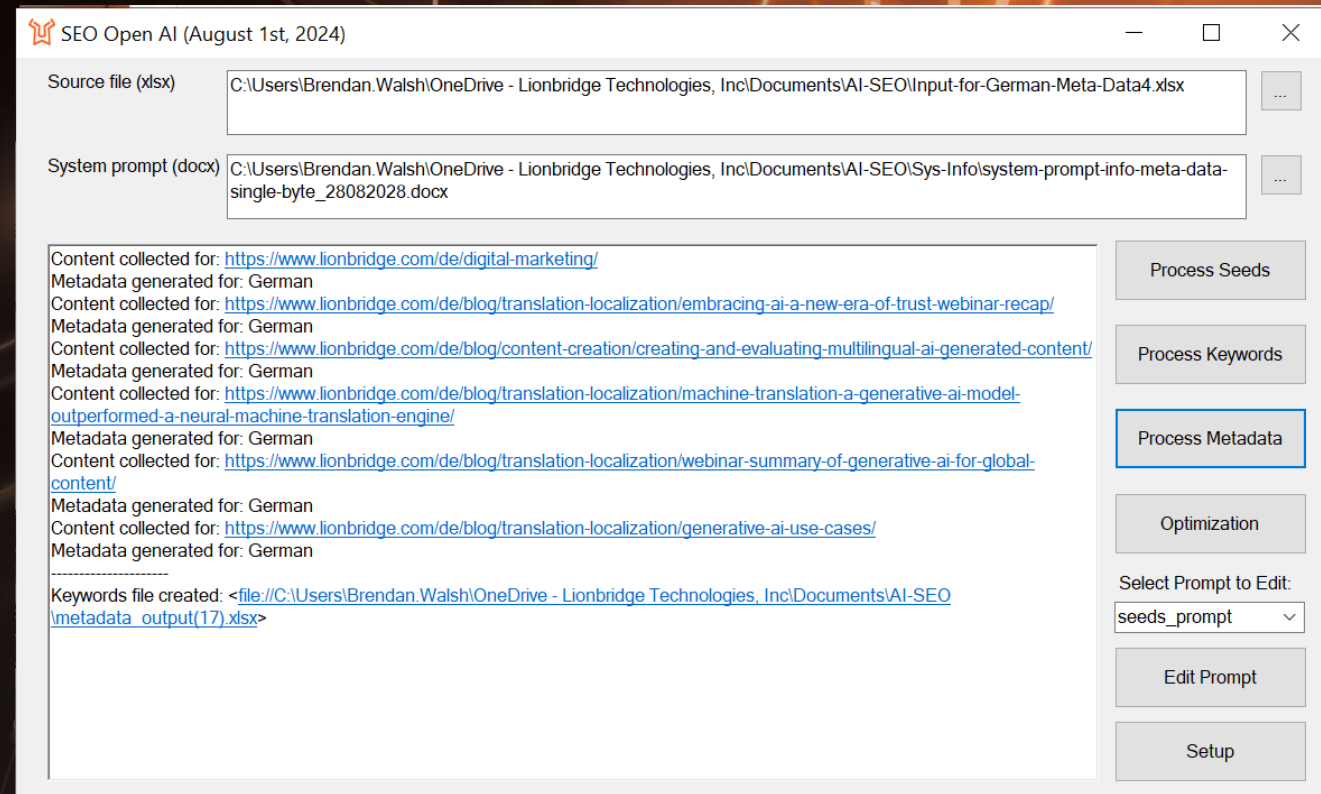 SEO Open AI (August 1st, 2024)
Source file (xlsx)
C:\Users\Brendan.Walsh\OneDrive - Lionbridge Technologies, Inc\Documents\AI-SEO\Input-for-German-Meta-Data4.xlsx
...
System prompt (docx)
C:\Users\Brendan.Walsh\OneDrive - Lionbridge Technologies, Inc\Documents\AI-SEO\Sys-Info\system-prompt-info-meta-data-
single-byte_28082028.docx
...
Content collected for: https://www.lionbridge.com/de/digital-marketing/
Metadata generated for: German
Content collected for: https://www.lionbridge.com/de/blog/translation-localization/embracing-ai-a-new-era-of-trust-webinar-recap/
Metadata generated for: German
Content collected for: https://www.lionbridge.com/de/blog/content-creation/creating-and-evaluating-multilingual-ai-generated-content/
Metadata generated for: German
Content collected for: https://www.lionbridge.com/de/blog/translation-localization/machine-translation-a-generative-ai-model-
outperformed-a-neural-machine-translation-engine/
Metadata generated for: German
Content collected for: https://www.lionbridge.com/de/blog/translation-localization/webinar-summary-of-generative-ai-for-global-
content/
Metadata generated for: German
Content collected for: https://www.lionbridge.com/de/blog/translation-localization/generative-ai-use-cases/
Metadata generated for: German
---------------------
Keywords file created: <file://C:\Users\Brendan.Walsh\OneDrive - Lionbridge Technologies, Inc\Documents\AI-SEO
\metadata_output(17).xlsx>
Process Seeds
Process Keywords
Process Metadata
Optimization
Select Prompt to Edit:
seeds_prompt
Edit Prompt
Setup